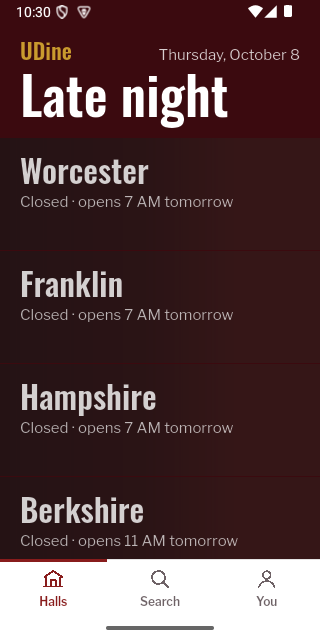 10:30
UDine
Thursday, October 8
Late night
Worcester
Closed · opens 7 AM tomorrow
Franklin
Closed · opens 7 AM tomorrow
Hampshire
Closed · opens 7 AM tomorrow
Berkshire
Closed · opens 11 AM tomorrow
Halls
Search
You